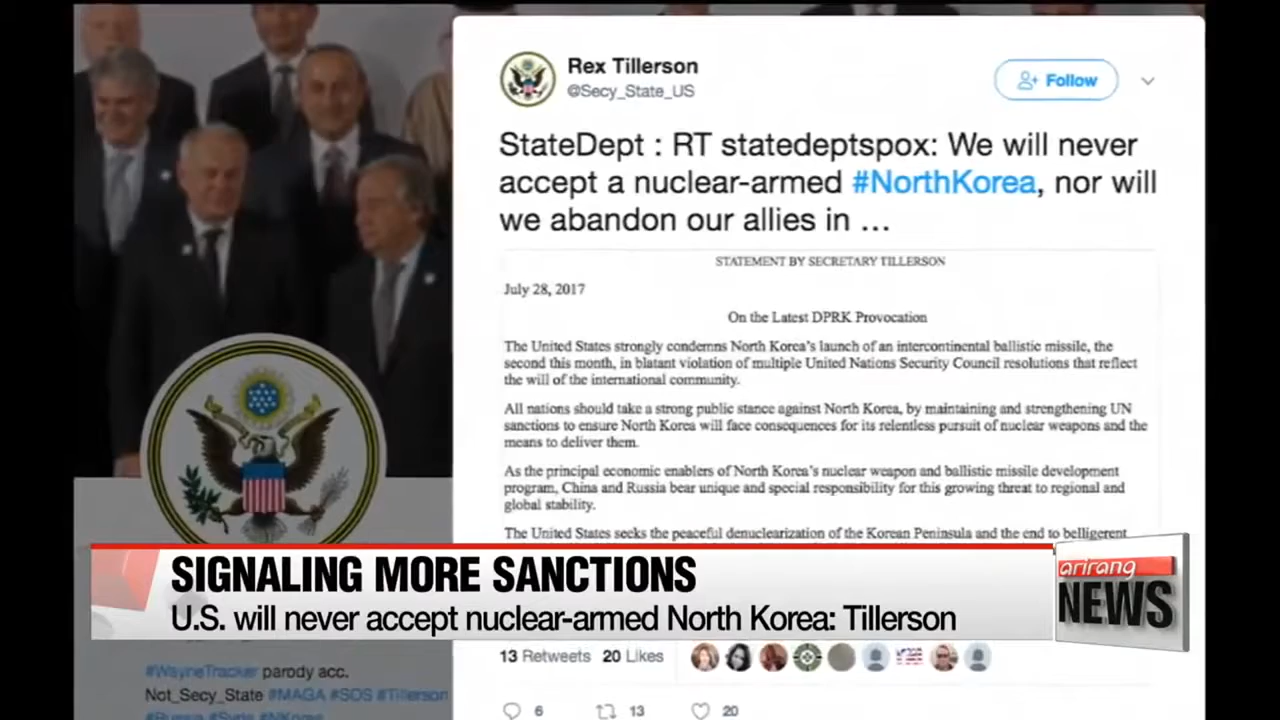 Rex Tillerson
@Secy_State_US
Follow
StateDept : RT statedeptspox: We will never
accept a nuclear-armed #NorthKorea, nor will
we abandon our allies in ...
STATEMENT BY SECRETARY TILLERSON
July 28, 2017
On the Latest DPRK Provocation
The United States strongly condemns North Korea's launch of an intercontinental ballistic missile, the
second this month, in blatant violation of multiple United Nations Security Council resolutions that reflect
the will of the international community.
All nations should take a strong public stance against North Korea, by maintaining and strengthening UN
sanctions to ensure North Korea will face consequences for its relentless pursuit of nuclear weapons and the
means to deliver them.
As the principal economic enablers of North Korea's nuclear weapon and ballistic missile development
program, China and Russia bear unique and special responsibility for this growing threat to regional and
global stability.
The United States seeks the peaceful denuclearization of the Korean Peninsula and the end to belligerent
SIGNALING MORE SANCTIONS
U.S. will never accept nuclear-armed North Korea: Tillerson
arirang
NEWS
13 Retweets 20 Likes
#WayneTracker parody acc.
Not_Secy_State #MAGA #SOS #Tillerson
#Russia #Syria #NKorea
6 13 20